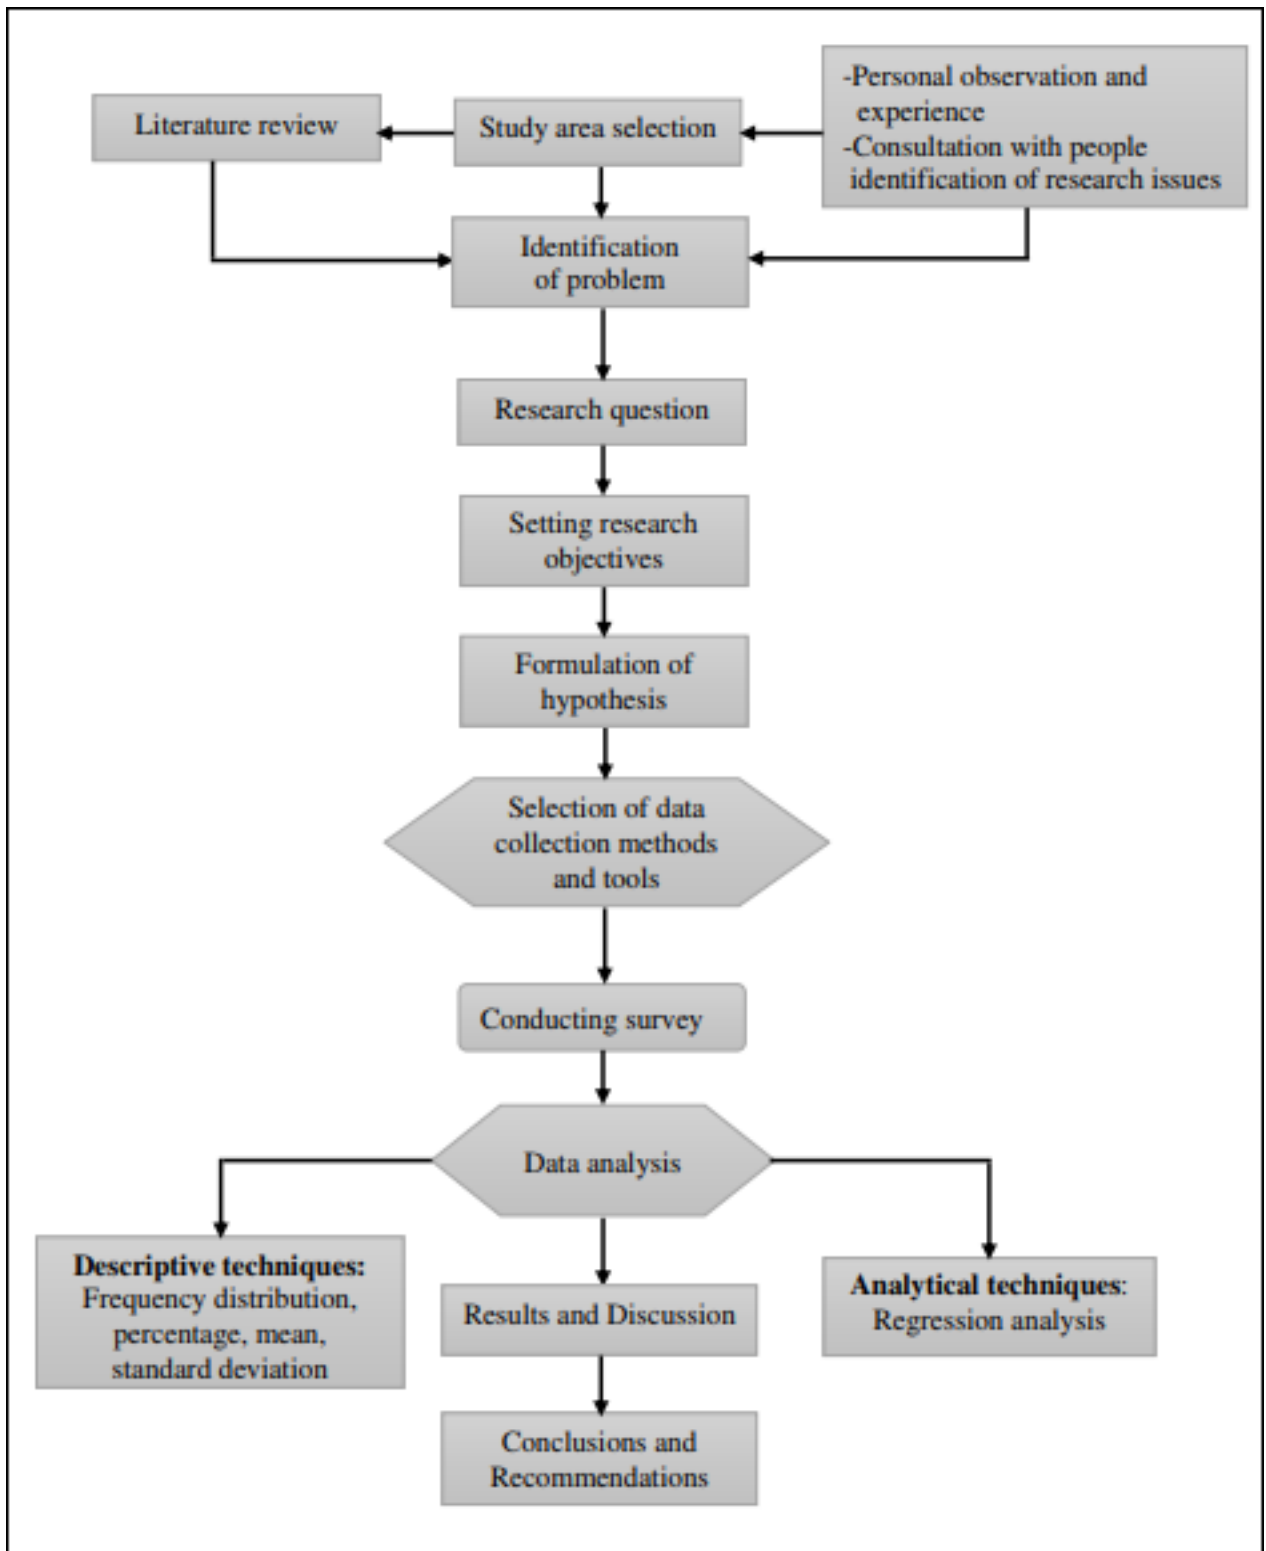 Literature review
Study area selection
-Personal observation and
experience
-Consultation with people
identification of research issues
Identification
of problem
Research question
Setting research
objectives
Formulation of
hypothesis
Selection of data
collection methods
and tools
Conducting survey
Data analysis
Descriptive techniques:
Frequency distribution,
percentage, mean,
standard deviation
Results and Discussion
Analytical techniques:
Regression analysis
Conclusions and
Recommendations